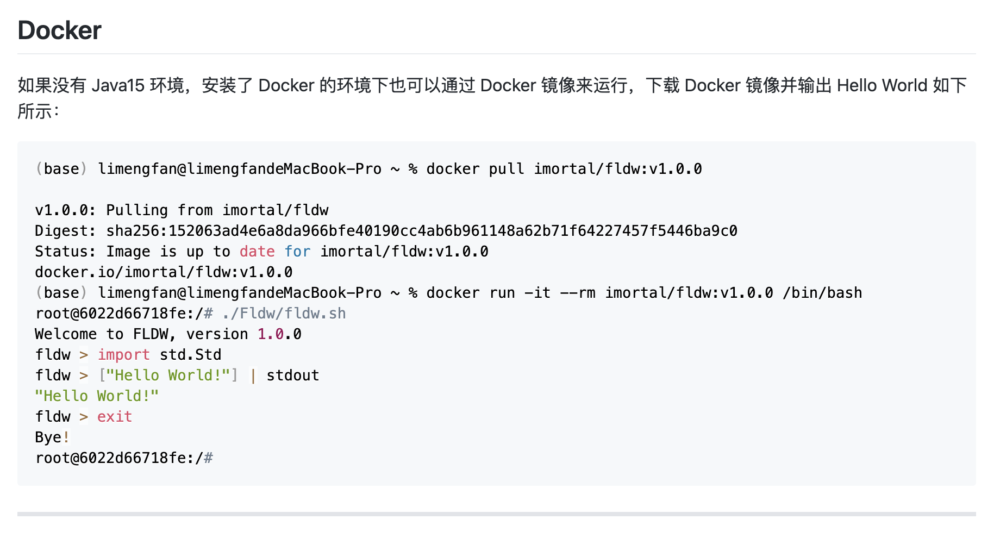 Docker
如果没有 Java15 环境，安装了 Docker 的环境下也可以通过 Docker 镜像来运行，下载 Docker 镜像并输出 Hello World 如下
所示：
(base) limengfan@limengfandeMacBook-Pro ~ % docker pull imortal/fldw:v1.0.0
v1.0.0: Pulling from imortal/fldw
Digest: sha256:152063ad4e6a8da966bfe40190cc4ab6b961148a62b71f64227457f5446ba9c0
Status: Image is up to date for imortal/fldw:v1.0.0
docker.io/imortal/fldw:v1.0.0
(base) limengfan@limengfandeMacBook-Pro ~ % docker run -it --rm imortal/fldw:v1.0.0 /bin/bash
root@6022d66718fe:/# ./Fldw/fldw.sh
Welcome to FLDW, version 1.0.0
fldw > import std.Std
fldw > ["Hello World!"] | stdout
"Hello World!"
fldw > exit
Bye!
root@6022d66718fe:/#